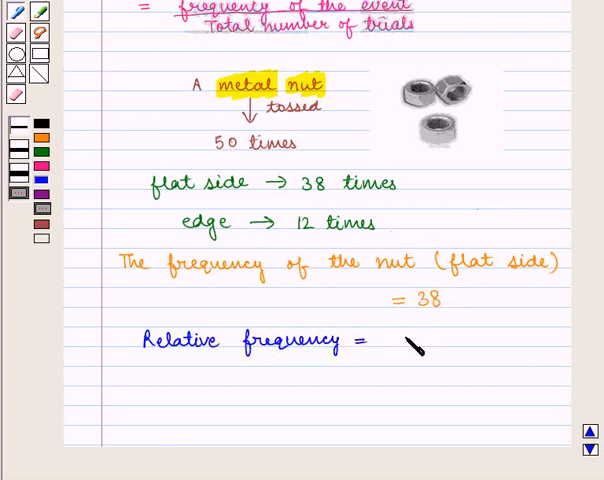 = frequency of the event
Total number of trials
A metal nut
↓ tossed
50 times
flat side → 38 times
edge → 12 times
The frequency of the nut (flat side)
= 38
Relative frequency =